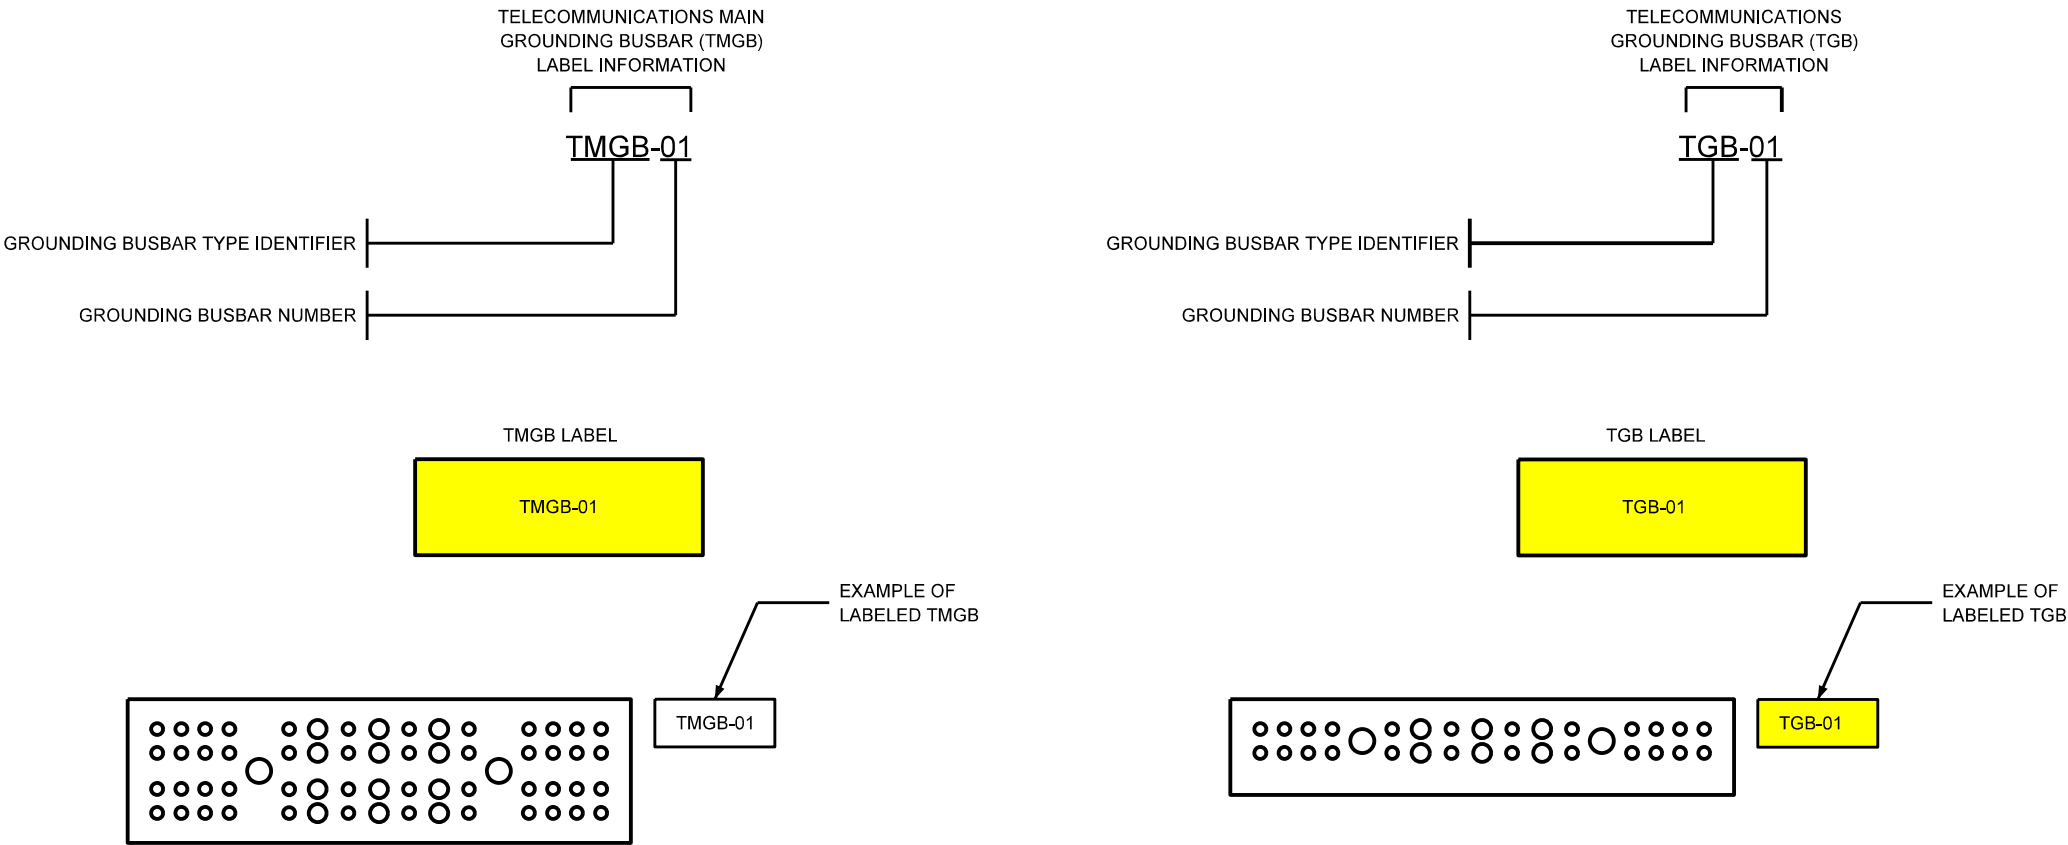 TELECOMMUNICATIONS MAIN
GROUNDING BUSBAR (TMGB)
LABEL INFORMATION
TMGB-01
GROUNDING BUSBAR TYPE IDENTIFIER
GROUNDING BUSBAR NUMBER
TMGB LABEL
TMGB-01
EXAMPLE OF
LABELED TMGB
TMGB-01
TELECOMMUNICATIONS
GROUNDING BUSBAR (TGB)
LABEL INFORMATION
TGB-01
GROUNDING BUSBAR TYPE IDENTIFIER
GROUNDING BUSBAR NUMBER
TGB LABEL
TGB-01
EXAMPLE OF
LABELED TGB
TGB-01